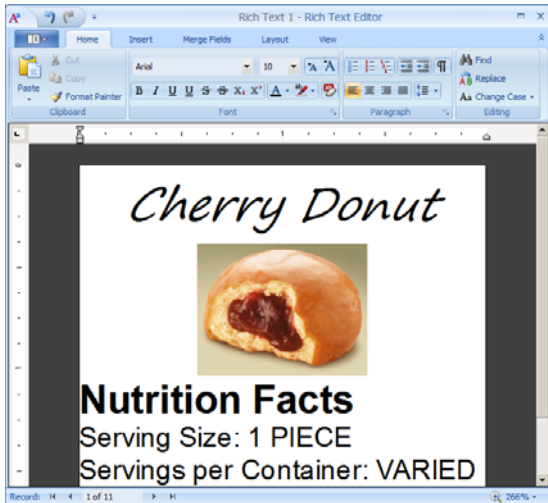 Rich Text 1 - Rich Text Editor
Home Insert Merge Fields Layout View
Paste
Cut
Copy
Format Painter
Clipboard
Arial 10
Font
Paragraph
Find
Replace
Change Case
Editing
Cherry Donut
Nutrition Facts
Serving Size: 1 PIECE
Servings per Container: VARIED
Record: 1 of 11 266%